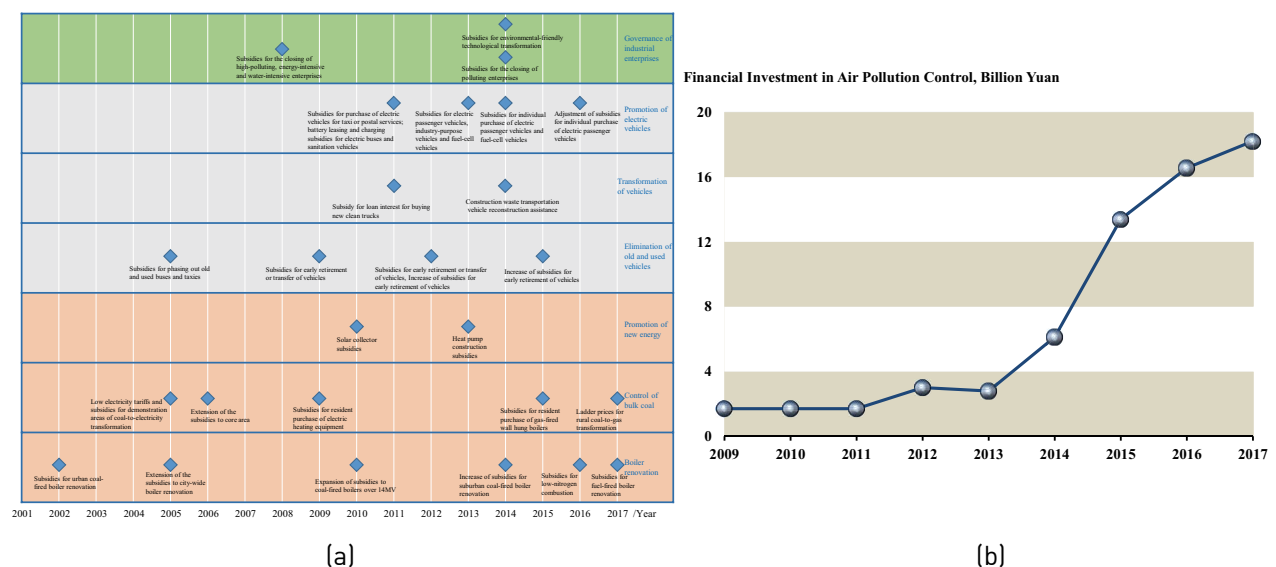 Governance of
industrial
enterprises
Subsidies for environmental-friendly
technological transformation
Subsidies for the closing of
high-polluting, energy-intensive
and water-intensive enterprises
Subsidies for the closing of
polluting enterprises
Promotion of
electric
vehicles
Subsidies for purchase of electric
vehicles for taxi or postal services;
battery leasing and charging
subsidies for electric buses and
sanitation vehicles
Subsidies for electric
passenger vehicles,
industry-purpose
vehicles and fuel-cell
vehicles
Subsidies for individual
purchase of electric
passenger vehicles and
fuel-cell vehicles
Adjustment of subsidies
for individual purchase
of electric passenger
vehicles
Transformation
of vehicles
Subsidy for loan interest for buying
new clean trucks
Construction waste transportation
vehicle reconstruction assistance
Elimination of
old and used
vehicles
Subsidies for phasing out old
and used buses and taxies
Subsidies for early retirement
or transfer of vehicles
Subsidies for early retirement or transfer
of vehicles, Increase of subsidies for
early retirement of vehicles
Increase of subsidies for
early retirement of vehicles
Promotion of
new energy
Solar collector
subsidies
Heat pump
construction
subsidies
Control of
bulk coal
Low electricity tariffs and
subsidies for demonstration
areas of coal-to-electricity
transformation
Extension of the
subsidies to core area
Subsidies for resident
purchase of electric
heating equipment
Subsidies for resident
purchase of gas-fired
wall hung boilers
Ladder prices for
rural coal-to-gas
transformation
Boiler
renovation
Subsidies for urban coal-
fired boiler renovation
Extension of the
subsidies to city-wide
boiler renovation
Expansion of subsidies to
coal-fired boilers over 14MV
Increase of subsidies for
suburban coal-fired boiler
renovation
Subsidies for
low-nitrogen
combustion
Subsidies for
fuel-fired boiler
renovation
2001 2002 2003 2004 2005 2006 2007 2008 2009 2010 2011 2012 2013 2014 2015 2016 2017 /Year
(a)
Financial Investment in Air Pollution Control, Billion Yuan
20
16
12
8
4
0
2009 2010 2011 2012 2013 2014 2015 2016 2017
(b)